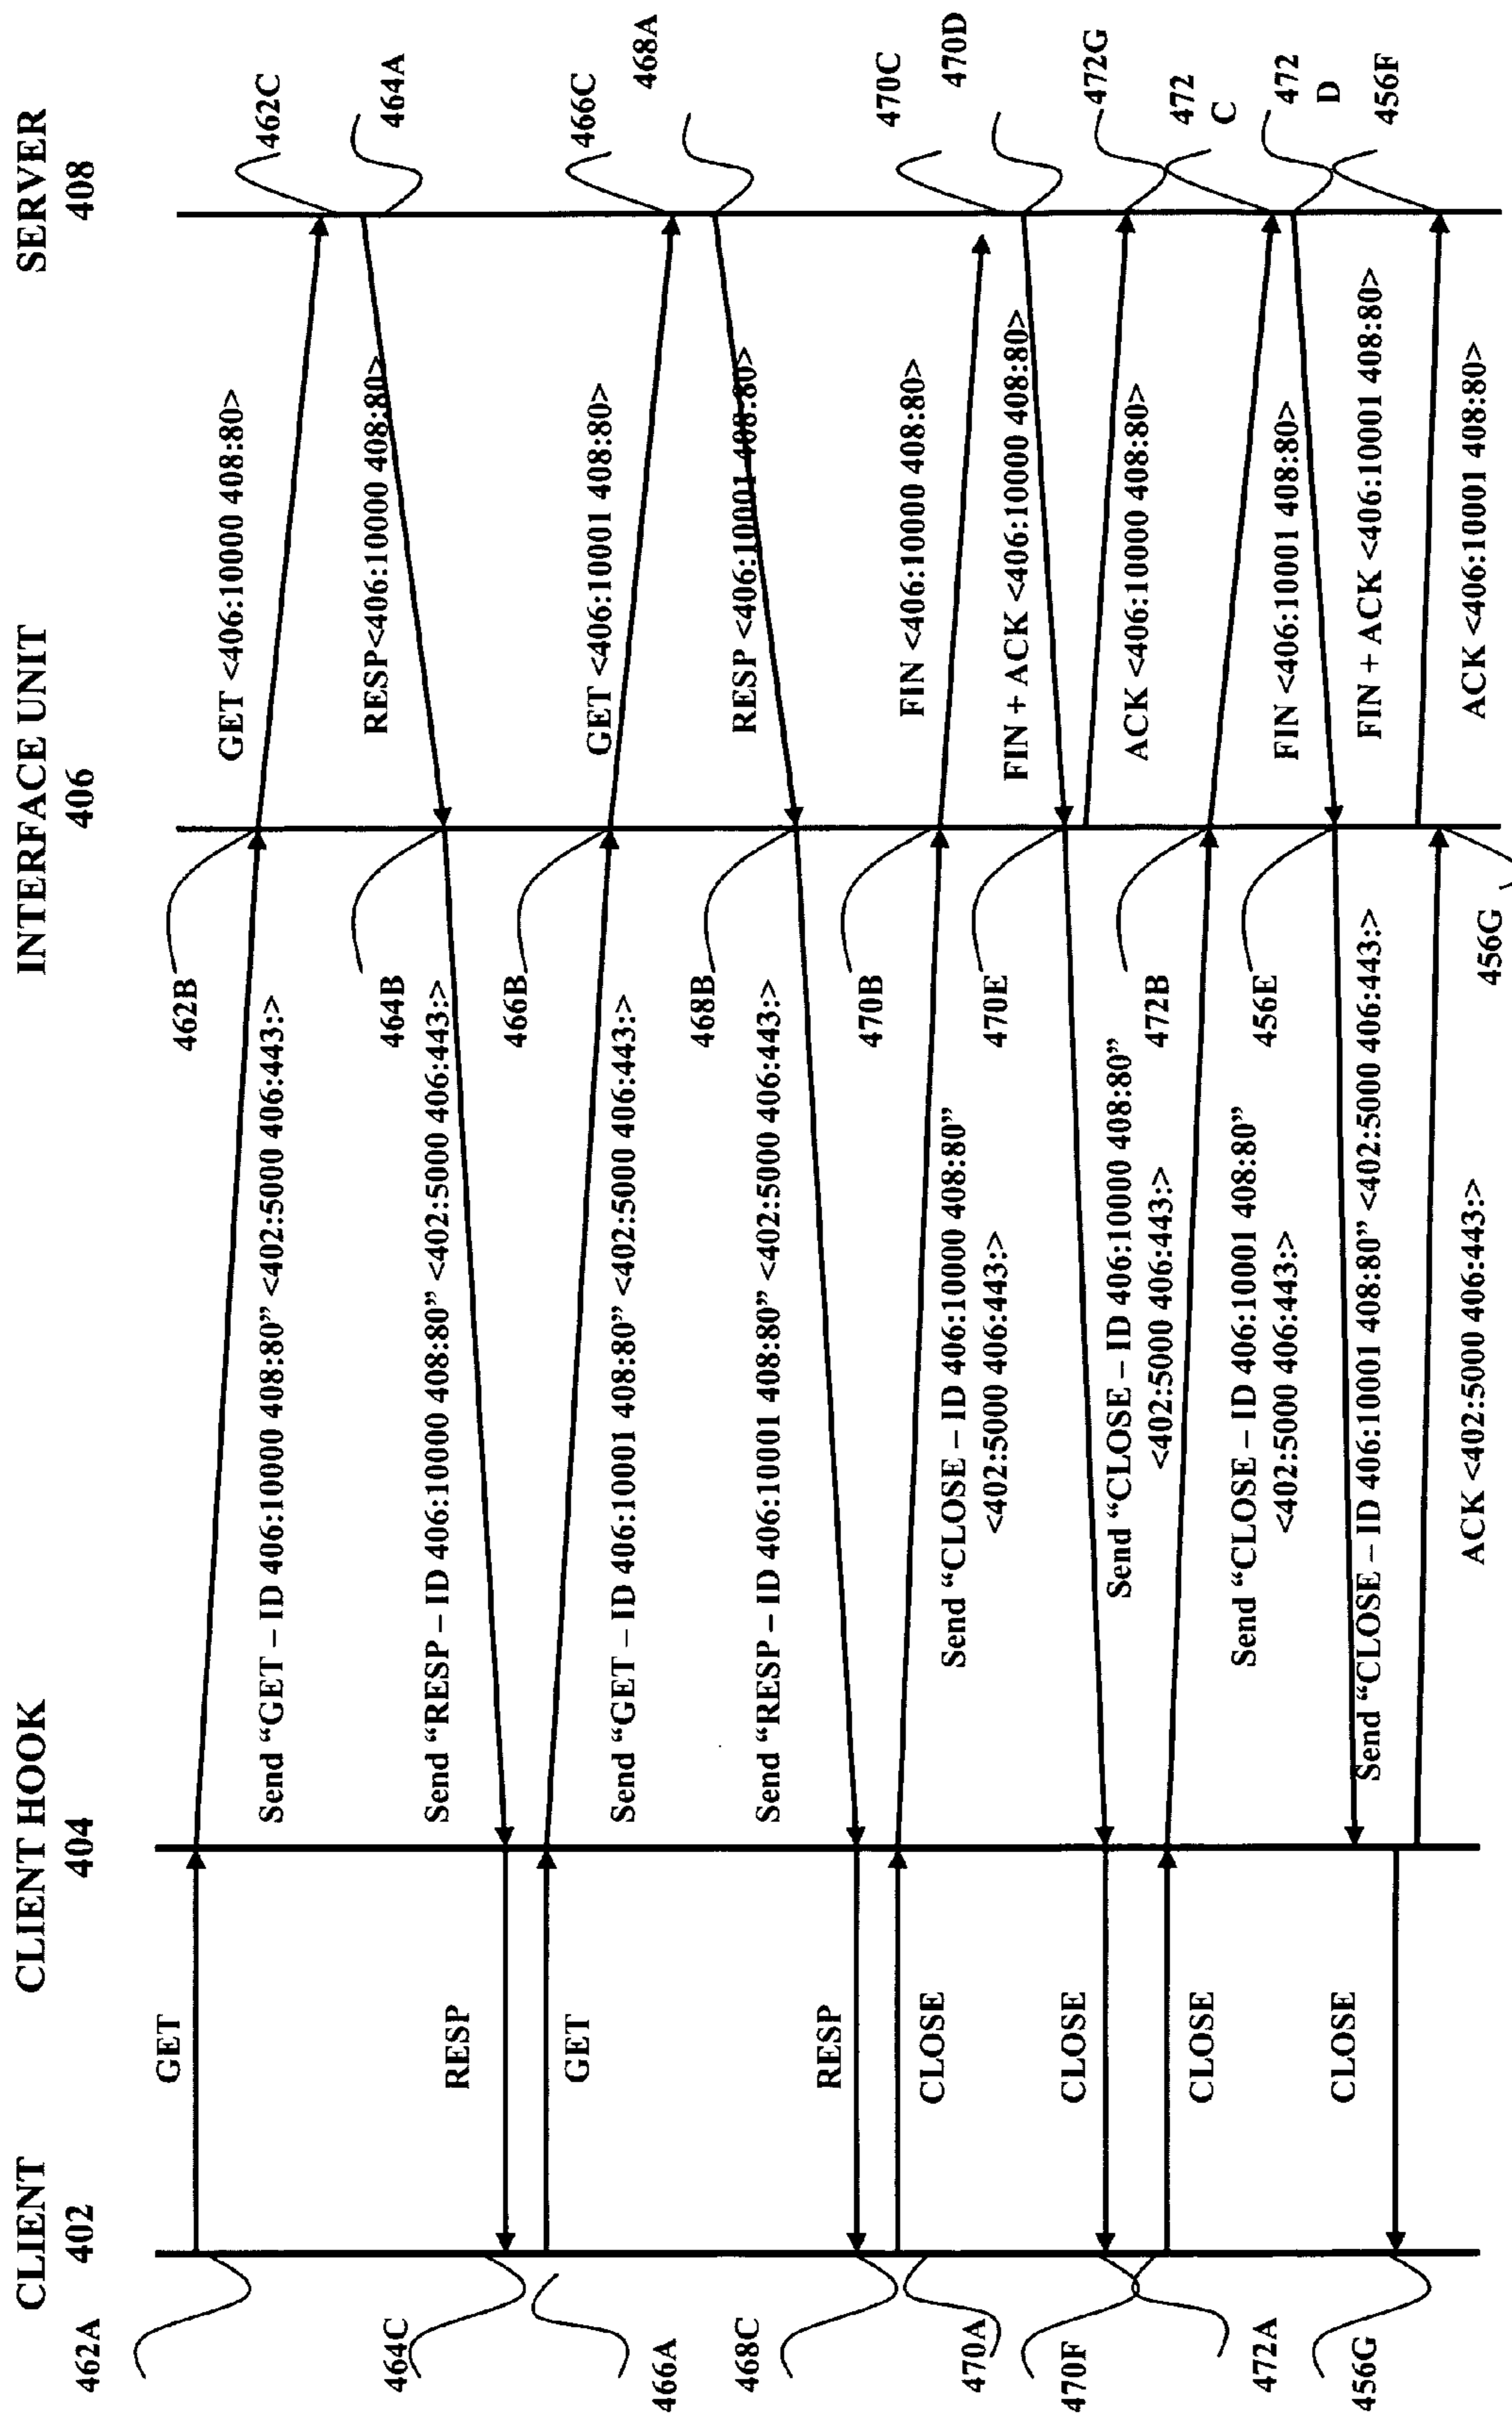 CLIENT
402
CLIENT HOOK
404
INTERFACE UNIT
406
SERVER
408
462A
GET
Send “GET – ID 406:10000 408:80” <402:5000 406:443:>
462B
GET <406:10000 408:80>
462C
464A
RESP<406:10000 408:80>
464B
Send “RESP – ID 406:10000 408:80” <402:5000 406:443:>
RESP
464C
466A
GET
Send “GET – ID 406:10001 408:80” <402:5000 406:443:>
466B
GET <406:10001 408:80>
466C
468A
RESP <406:10001 408:80>
468B
Send “RESP – ID 406:10001 408:80” <402:5000 406:443:>
RESP
468C
470A
CLOSE
Send “CLOSE – ID 406:10000 408:80”
<402:5000 406:443:>
470B
FIN <406:10000 408:80>
470C
470D
FIN + ACK <406:10000 408:80>
470E
Send “CLOSE – ID 406:10000 408:80”
<402:5000 406:443:>
CLOSE
470F
ACK <406:10000 408:80>
472G
472A
CLOSE
Send “CLOSE – ID 406:10001 408:80”
<402:5000 406:443:>
472B
FIN <406:10001 408:80>
472
C
472
D
FIN + ACK <406:10001 408:80>
456E
Send “CLOSE – ID 406:10001 408:80” <402:5000 406:443:>
CLOSE
456G
ACK <402:5000 406:443:>
456G
ACK <406:10001 408:80>
456F